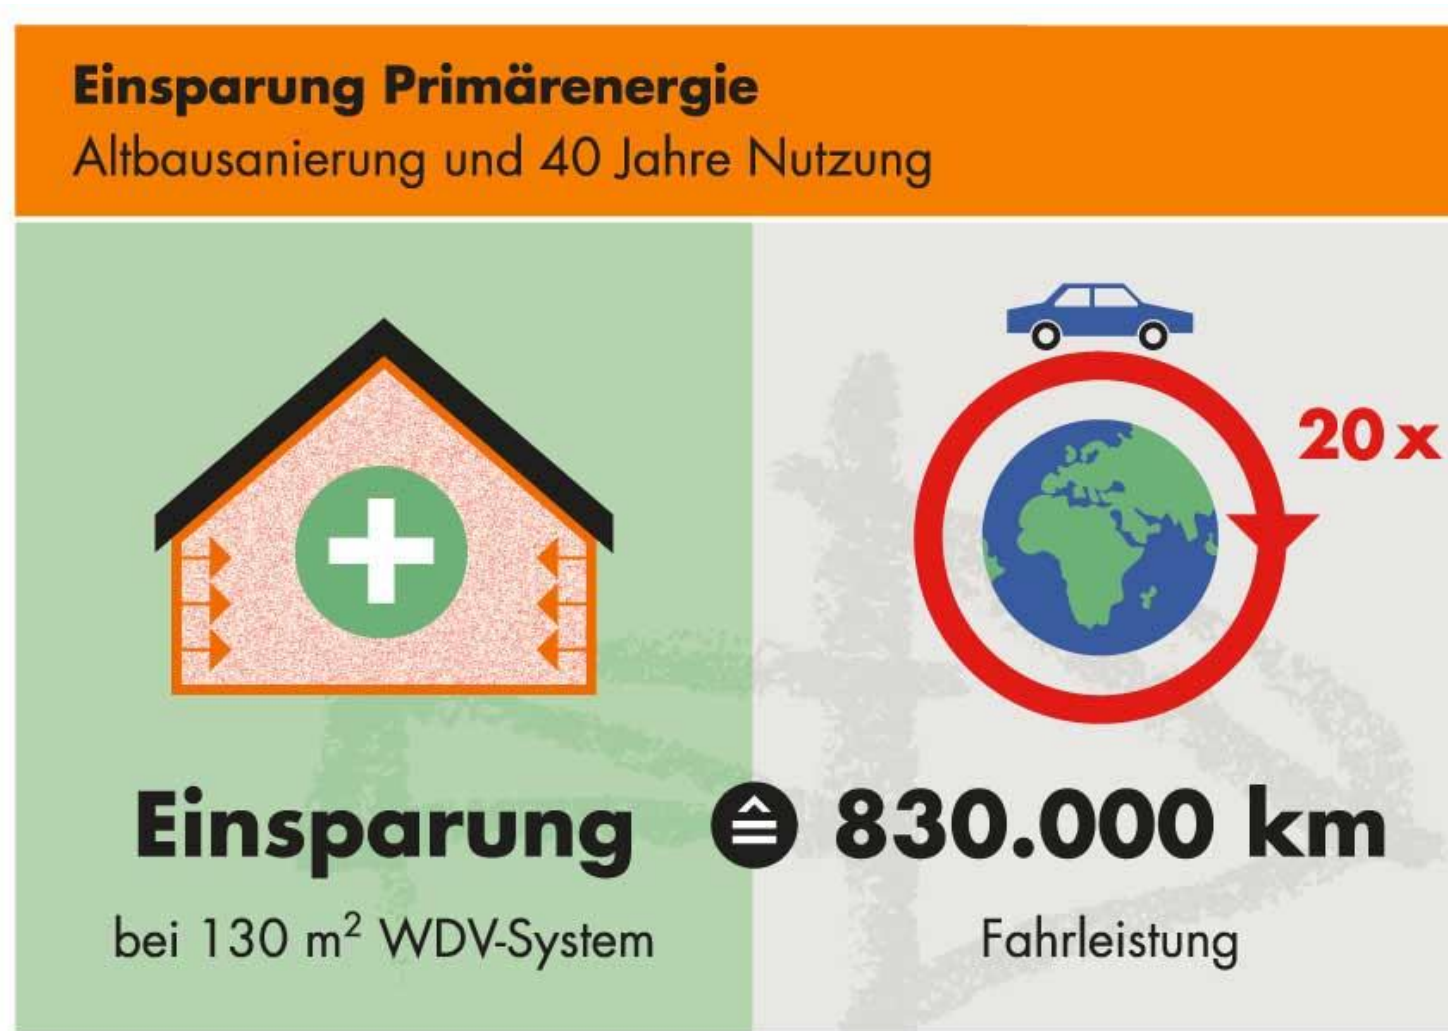 Einsparung Primärenergie
Altbausanierung und 40 Jahre Nutzung
20 x
Einsparung ≙ 830.000 km
bei 130 m² WDV-System
Fahrleistung